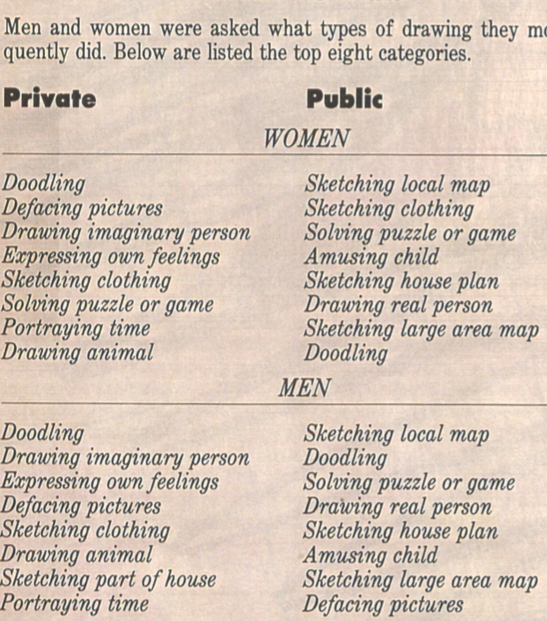 Men and women were asked what types of drawing they
quently did. Below are listed the top eight categories.
Private Public
WOMEN
Doodling Sketching local map
Defacing pictures Sketching clothing
Drawing imaginary person Solving puzzle or game
Expressing own feelings Amusing child
Sketching clothing Sketching house plan
Solving puzzle or game Drawing real person
Portraying time Sketching large area map
Drawing animal Doodling
MEN
Doodling Sketching local map
Drawing imaginary person Doodling
Expressing own feelings Solving puzzle or game
Defacing pictures Drawing real person
Sketching clothing Sketching house plan
Drawing animal Amusing child
Sketching part of house Sketching large area map
Portraying time Defacing pictures